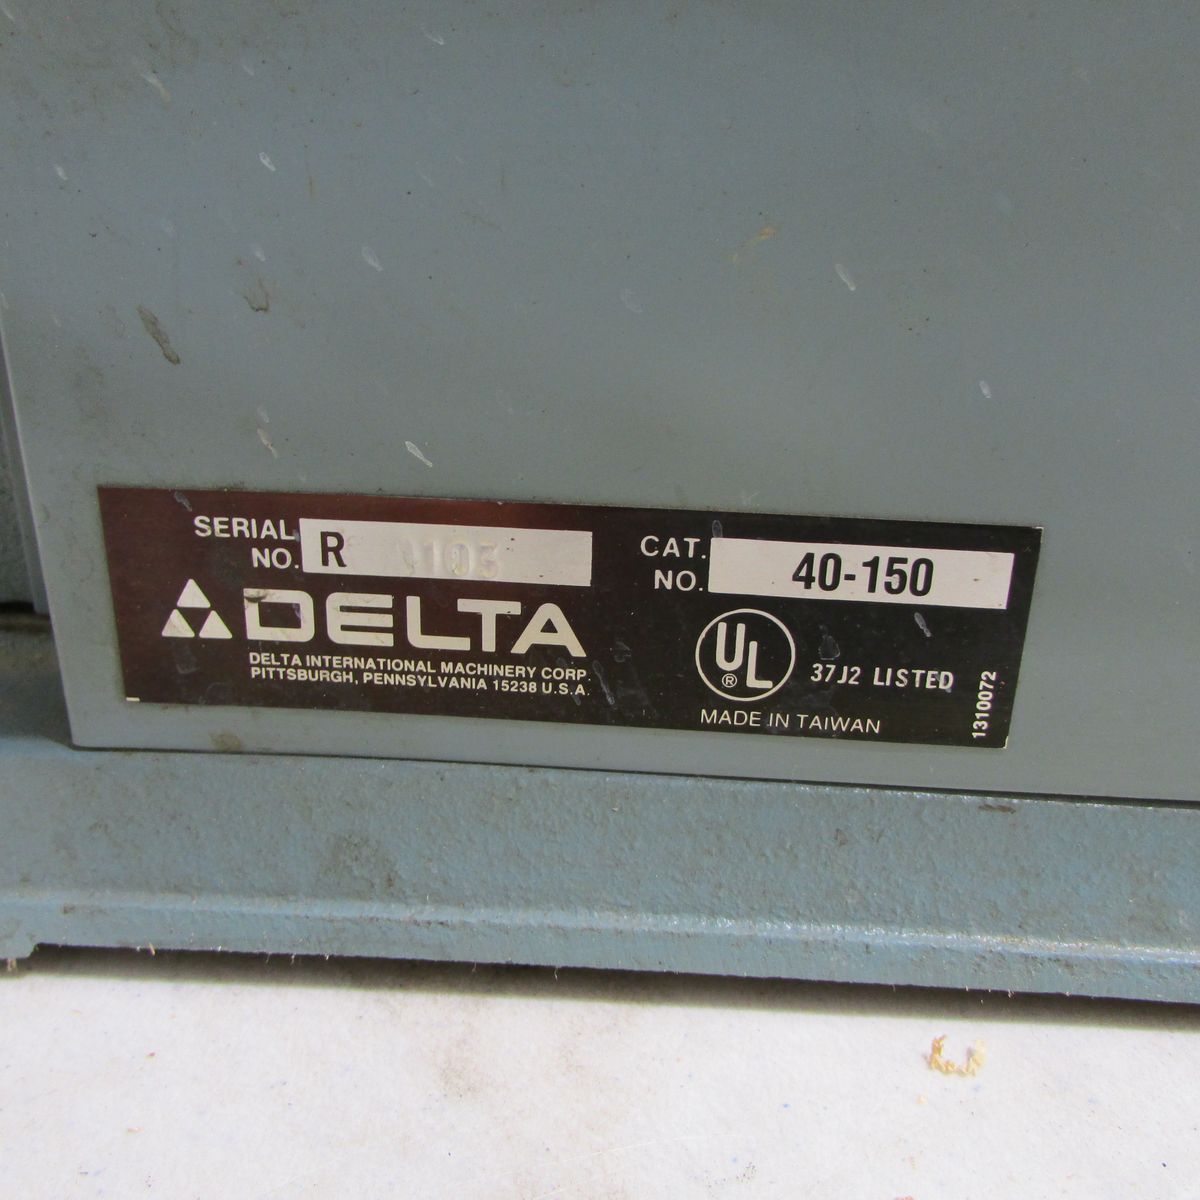 SERIAL NO. R
CAT. NO. 40-150
DELTA
DELTA INTERNATIONAL MACHINERY CORP.
PITTSBURGH, PENNSYLVANIA 15238 U.S.A.
UL ® 37J2 LISTED
MADE IN TAIWAN
1310072